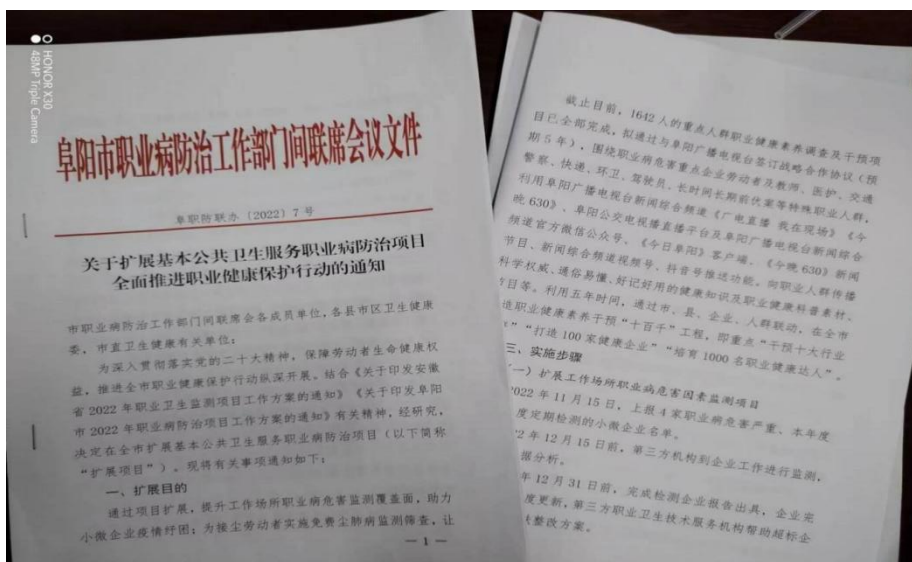 HONOR X30
48MP Triple Camera
阜阳市职业病防治工作部门间联席会议文件
阜职防联办〔2022〕7号
关于扩展基本公共卫生服务职业病防治项目
全面推进职业健康保护行动的通知
市职业病防治工作部门间联席会各成员单位，各县市区卫生健康
委，市直卫生健康有关单位：
为深入贯彻落实党的二十大精神，保障劳动者生命健康权
益，推进全市职业健康保护行动纵深开展。结合《关于印发安徽
省2022年职业卫生监测项目工作方案的通知》《关于印发阜阳
市2022年职业病防治项目工作方案的通知》有关精神，经研究，
决定在全市扩展基本公共卫生服务职业病防治项目（以下简称
“扩展项目”）。现将有关事项通知如下：
一、扩展目的
通过项目扩展，提升工作场所职业病危害监测覆盖面，助力
小微企业疫情纾困；为接尘劳动者实施免费尘肺病监测筛查，让
— 1 —
截止目前，1642人的重点人群职业健康素养调查及干预项
目已全部完成，拟通过与阜阳广播电视台签订战略合作协议（预
期5年），围绕职业病危害重点企业劳动者及教师、医护、交通
警察、快递、环卫、驾驶员、长时间长期前伏案等特殊职业人群，
利用阜阳广播电视台新闻综合频道《广电直播 我在现场》《今
晚630》、阜阳公交电视播直播平台及阜阳广播电视台新闻综合
频道官方微信公众号、《今日阜阳》客户端、《今晚630》新闻
节目、新闻综合频道视频号、抖音号推送功能。向职业人群传播
科学权威、通俗易懂、好记好用的健康知识及职业健康科普素材、
节目等。利用五年时间，通过市、县、企业、人群联动，在全市
造职业健康素养干预“十百千”工程，即重点“干预十大行业
”“打造100家健康企业”“培育1000名职业健康达人”。
三、实施步骤
（一）扩展工作场所职业病危害因素监测项目
2022年11月15日，上报4家职业病危害严重、本年度
度定期检测的小微企业名单。
2年12月15日前，第三方机构到企业工作进行监测，
据分析。
年12月31日前，完成检测企业报告出具，企业完
度更新，第三方职业卫生技术服务机构帮助超标企
整改方案。